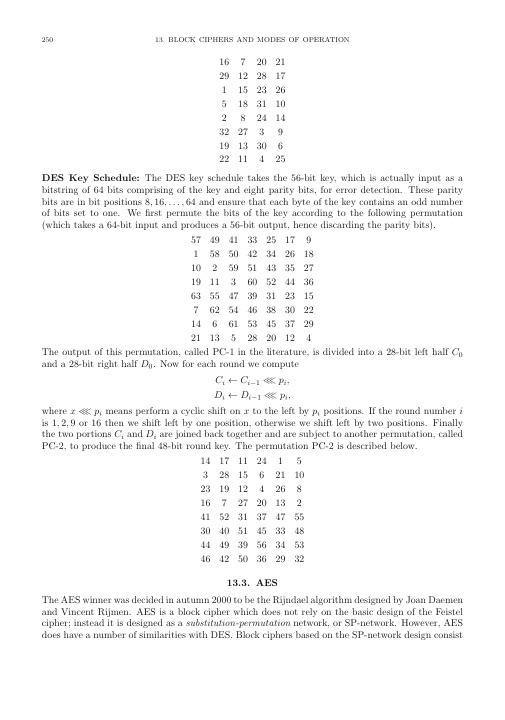 250 13. BLOCK CIPHERS AND MODES OF OPERATION
16 7 20 21
29 12 28 17
1 15 23 26
5 18 31 10
2 8 24 14
32 27 3 9
19 13 30 6
22 11 4 25
DES Key Schedule: The DES key schedule takes the 56-bit key, which is actually input as a
bitstring of 64 bits comprising of the key and eight parity bits, for error detection. These parity
bits are in bit positions 8, 16, . . . , 64 and ensure that each byte of the key contains an odd number
of bits set to one. We first permute the bits of the key according to the following permutation
(which takes a 64-bit input and produces a 56-bit output, hence discarding the parity bits).
57 49 41 33 25 17 9
1 58 50 42 34 26 18
10 2 59 51 43 35 27
19 11 3 60 52 44 36
63 55 47 39 31 23 15
7 62 54 46 38 30 22
14 6 61 53 45 37 29
21 13 5 28 20 12 4
The output of this permutation, called PC-1 in the literature, is divided into a 28-bit left half C₀
and a 28-bit right half D₀. Now for each round we compute
Cᵢ ← Cᵢ₋₁ ⋘ pᵢ,
Dᵢ ← Dᵢ₋₁ ⋘ pᵢ,
where x ⋘ pᵢ means perform a cyclic shift on x to the left by pᵢ positions. If the round number i
is 1, 2, 9 or 16 then we shift left by one position, otherwise we shift left by two positions. Finally
the two portions Cᵢ and Dᵢ are joined back together and are subject to another permutation, called
PC-2, to produce the final 48-bit round key. The permutation PC-2 is described below.
14 17 11 24 1 5
3 28 15 6 21 10
23 19 12 4 26 8
16 7 27 20 13 2
41 52 31 37 47 55
30 40 51 45 33 48
44 49 39 56 34 53
46 42 50 36 29 32
13.3. AES
The AES winner was decided in autumn 2000 to be the Rijndael algorithm designed by Joan Daemen
and Vincent Rijmen. AES is a block cipher which does not rely on the basic design of the Feistel
cipher; instead it is designed as a substitution-permutation network, or SP-network. However, AES
does have a number of similarities with DES. Block ciphers based on the SP-network design consist